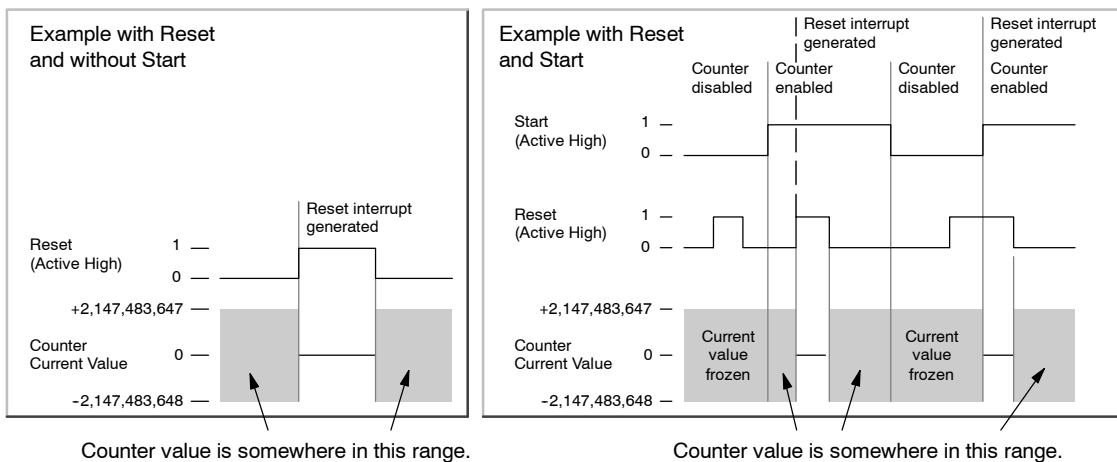 Example with Reset
and without Start
Reset interrupt
generated
Reset
(Active High)
1
0
+2,147,483,647
Counter
Current Value
0
-2,147,483,648
Counter value is somewhere in this range.
Example with Reset
and Start
Reset interrupt
generated
Reset interrupt
generated
Counter
disabled
Counter
enabled
Counter
disabled
Counter
enabled
Start
(Active High)
1
0
Reset
(Active High)
1
0
+2,147,483,647
Counter
Current Value
0
-2,147,483,648
Current
value
frozen
Current
value
frozen
Counter value is somewhere in this range.